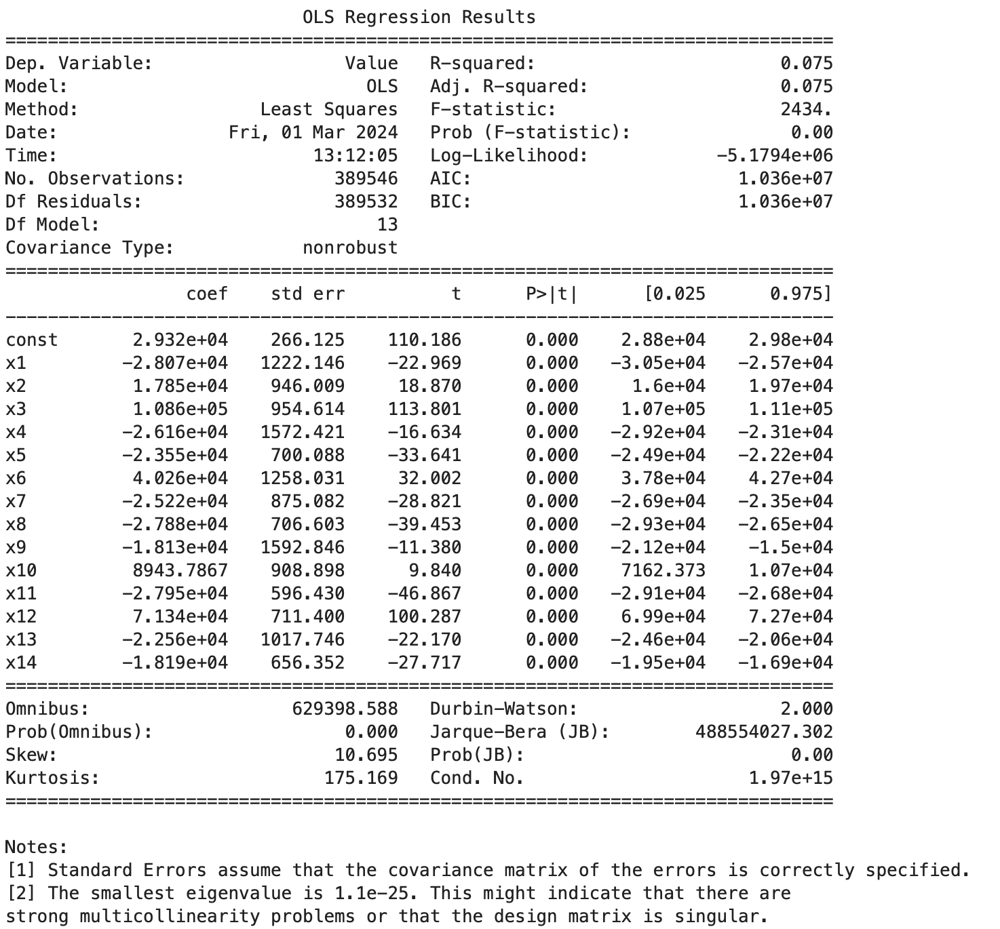 OLS Regression Results
==============================================================================
Dep. Variable:                  Value   R-squared:                       0.075
Model:                            OLS   Adj. R-squared:                  0.075
Method:                 Least Squares   F-statistic:                     2434.
Date:                Fri, 01 Mar 2024   Prob (F-statistic):               0.00
Time:                        13:12:05   Log-Likelihood:            -5.1794e+06
No. Observations:              389546   AIC:                         1.036e+07
Df Residuals:                  389532   BIC:                         1.036e+07
Df Model:                          13
Covariance Type:            nonrobust
==============================================================================
                 coef    std err          t      P>|t|      [0.025      0.975]
------------------------------------------------------------------------------
const       2.932e+04    266.125    110.186      0.000    2.88e+04    2.98e+04
x1         -2.807e+04   1222.146    -22.969      0.000   -3.05e+04   -2.57e+04
x2          1.785e+04    946.009     18.870      0.000     1.6e+04    1.97e+04
x3          1.086e+05    954.614    113.801      0.000    1.07e+05    1.11e+05
x4         -2.616e+04   1572.421    -16.634      0.000   -2.92e+04   -2.31e+04
x5         -2.355e+04    700.088    -33.641      0.000   -2.49e+04   -2.22e+04
x6          4.026e+04   1258.031     32.002      0.000    3.78e+04    4.27e+04
x7         -2.522e+04    875.082    -28.821      0.000   -2.69e+04   -2.35e+04
x8         -2.788e+04    706.603    -39.453      0.000   -2.93e+04   -2.65e+04
x9         -1.813e+04   1592.846    -11.380      0.000   -2.12e+04    -1.5e+04
x10         8943.7867    908.898      9.840      0.000    7162.373    1.07e+04
x11        -2.795e+04    596.430    -46.867      0.000   -2.91e+04   -2.68e+04
x12         7.134e+04    711.400    100.287      0.000    6.99e+04    7.27e+04
x13        -2.256e+04   1017.746    -22.170      0.000   -2.46e+04   -2.06e+04
x14        -1.819e+04    656.352    -27.717      0.000   -1.95e+04   -1.69e+04
==============================================================================
Omnibus:                   629398.588   Durbin-Watson:                   2.000
Prob(Omnibus):                  0.000   Jarque-Bera (JB):        488554027.302
Skew:                          10.695   Prob(JB):                         0.00
Kurtosis:                     175.169   Cond. No.                     1.97e+15
==============================================================================
Notes:
[1] Standard Errors assume that the covariance matrix of the errors is correctly specified.
[2] The smallest eigenvalue is 1.1e-25. This might indicate that there are
strong multicollinearity problems or that the design matrix is singular.